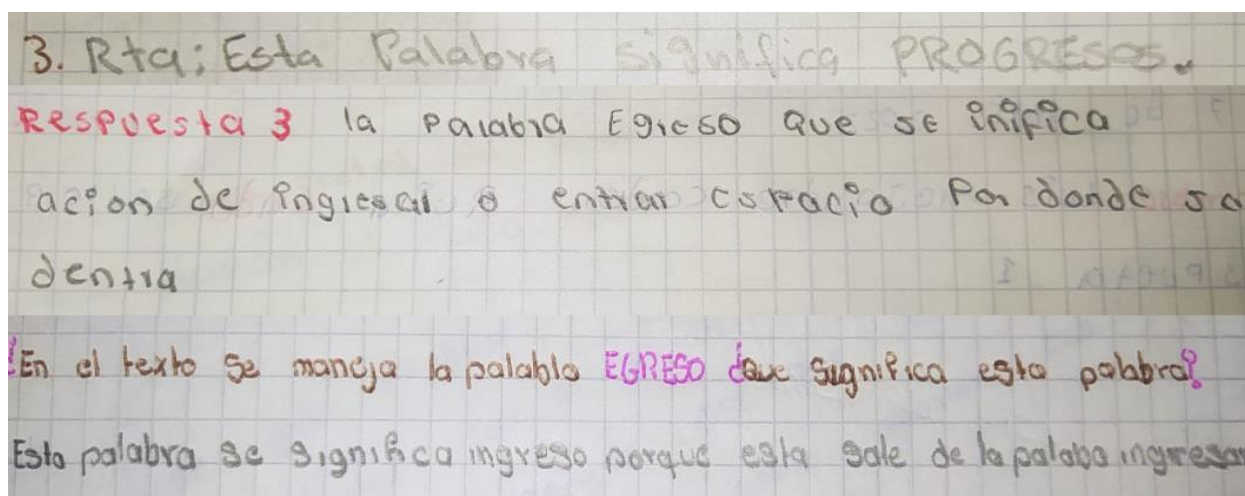 3. Rta: Esta Palabra significa PROGRESOS.
Respuesta 3 la palabra Egreso que se inifica
acion de ingresar o entrar espacio Por donde se
dentra
En el texto se maneja la palablo EGRESO ¿que significa esta palabra?
Esta palabra se significa ingreso porque esta sale de la palaba ingresar